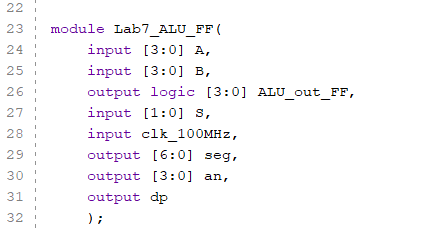 22
23 module Lab7_ALU_FF(
24 input [3:0] A,
25 input [3:0] B,
26 output logic [3:0] ALU_out_FF,
27 input [1:0] S,
28 input clk_100MHz,
29 output [6:0] seg,
30 output [3:0] an,
31 output dp
32 );